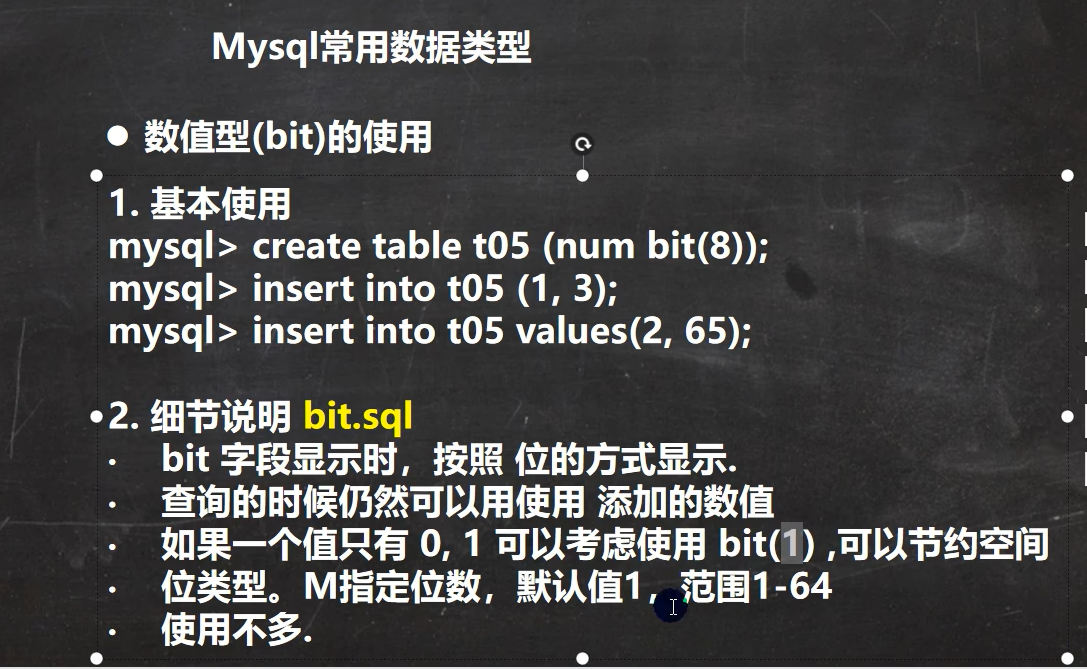 Mysql常用数据类型
● 数值型(bit)的使用
1. 基本使用
mysql> create table t05 (num bit(8));
mysql> insert into t05 (1, 3);
mysql> insert into t05 values(2, 65);
2. 细节说明 bit.sql
· bit 字段显示时，按照 位的方式显示.
· 查询的时候仍然可以用使用 添加的数值
· 如果一个值只有 0, 1 可以考虑使用 bit(1) ,可以节约空间
· 位类型。M指定位数，默认值1，范围1-64
· 使用不多.